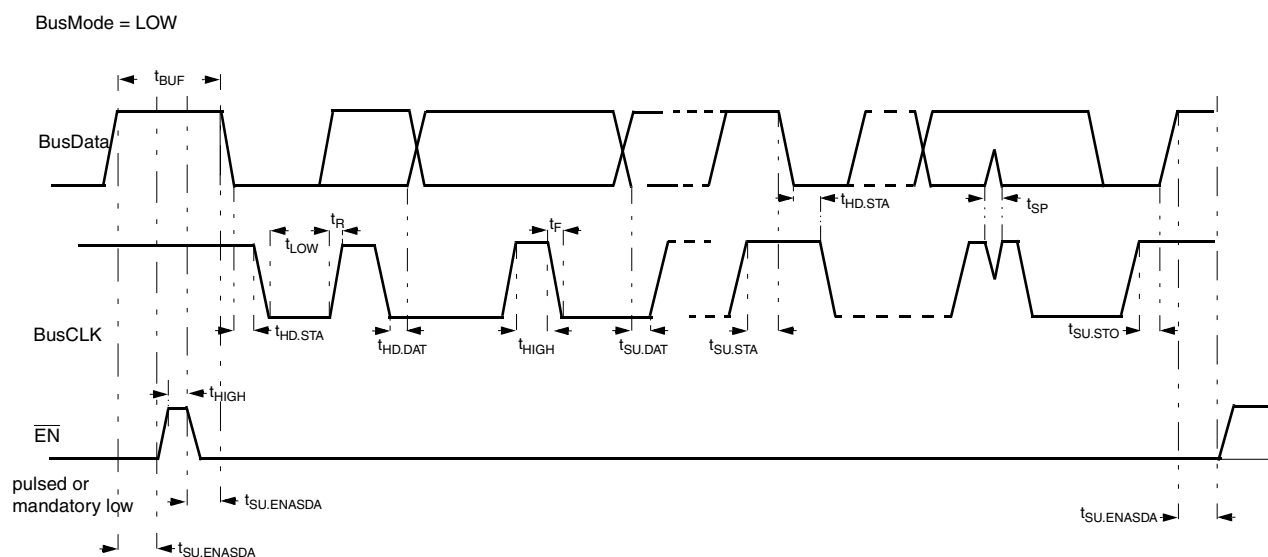 BusMode = LOW
tBUF
BusData
tHD.STA
tSP
tR
tF
tLOW
BusCLK
tHD.STA
tHD.DAT
tHIGH
tSU.DAT
tSU.STA
tSU.STO
tHIGH
EN
pulsed or
mandatory low
tSU.ENASDA
tSU.ENASDA
tSU.ENASDA